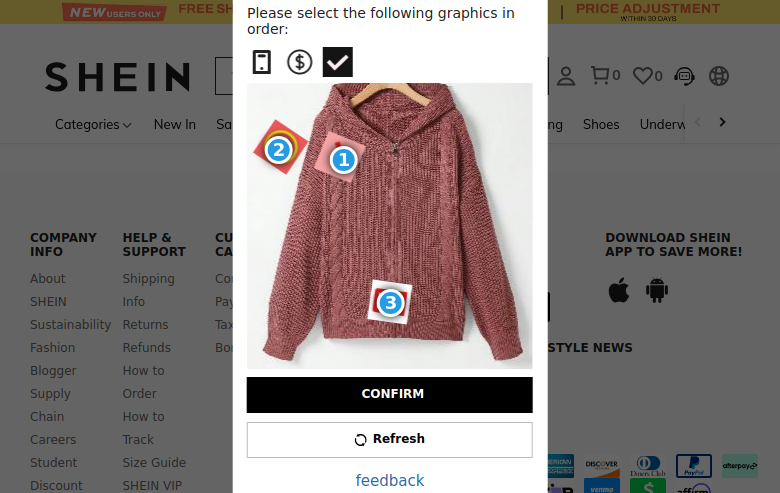 NEW USERS ONLY
FREE SH
PRICE ADJUSTMENT
WITHIN 30 DAYS
Please select the following graphics in
order:
SHEIN
0
0
Categories
New In
Sa
ng
Shoes
Underw
2
1
3
CONFIRM
Refresh
feedback
COMPANY
INFO
About
SHEIN
Sustainability
Fashion
Blogger
Supply
Chain
Careers
Student
Discount
HELP &
SUPPORT
Shipping
Info
Returns
Refunds
How to
Order
How to
Track
Size Guide
SHEIN VIP
CU
CA
Co
Pay
Tax
Bo
DOWNLOAD SHEIN
APP TO SAVE MORE!
STYLE NEWS
AMERICAN
EXPRESS
DISCOVER
Diners Club
PayPal
afterpay
venmo
affirm